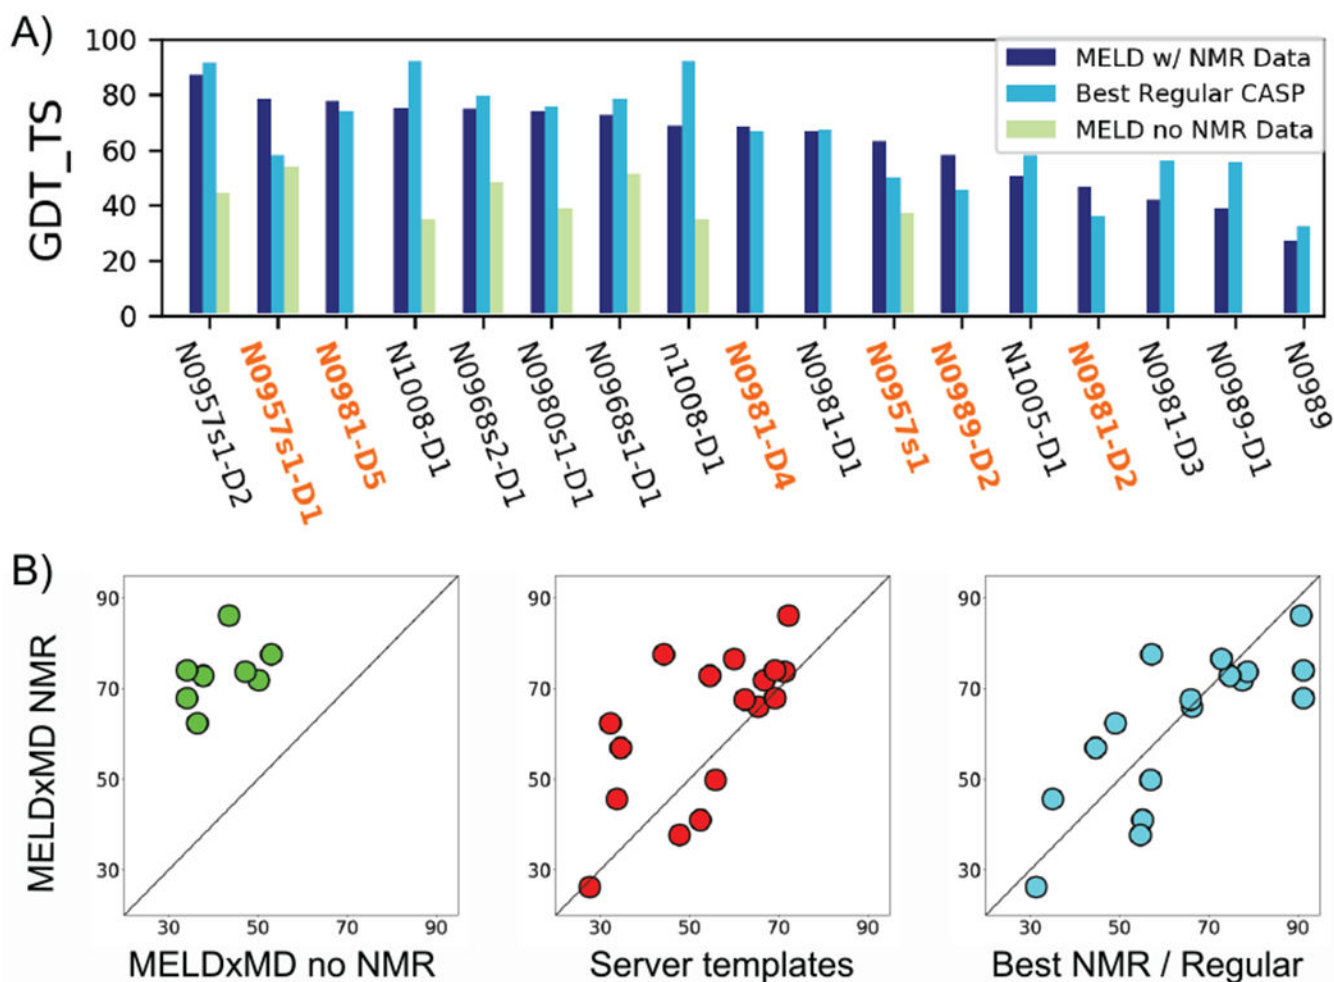 A)
GDT_TS
100
80
60
40
20
0
MELD w/ NMR Data
Best Regular CASP
MELD no NMR Data
N0957s1-D2
N0957s1-D1
N0981-D5
N1008-D1
N0968s2-D1
N0980s1-D1
N0968s1-D1
n1008-D1
N0981-D4
N0981-D1
N0957s1
N0989-D2
N1005-D1
N0981-D2
N0981-D3
N0989-D1
N0989
B)
MELDxMD NMR
90
70
50
30
30 50 70 90
MELDxMD no NMR
90
70
50
30
30 50 70 90
Server templates
90
70
50
30
30 50 70 90
Best NMR / Regular